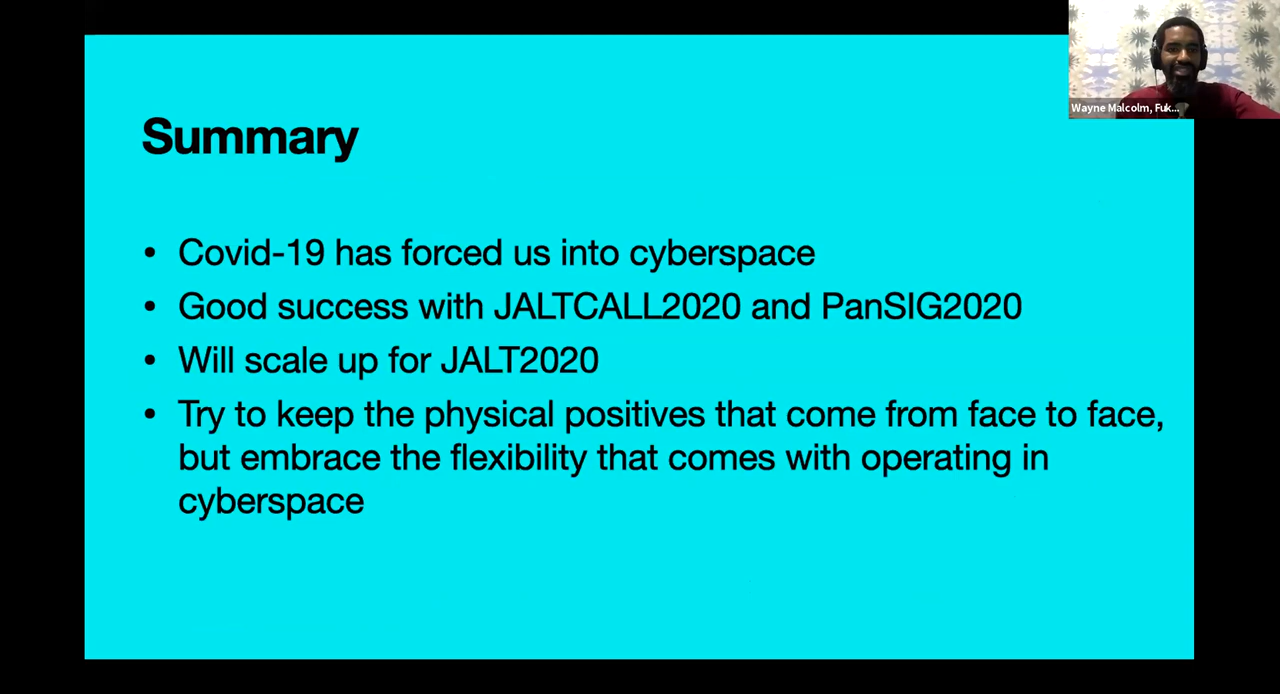 Wayne Malcolm, Fuk...
Summary
• Covid-19 has forced us into cyberspace
• Good success with JALTCALL2020 and PanSIG2020
• Will scale up for JALT2020
• Try to keep the physical positives that come from face to face,
but embrace the flexibility that comes with operating in
cyberspace